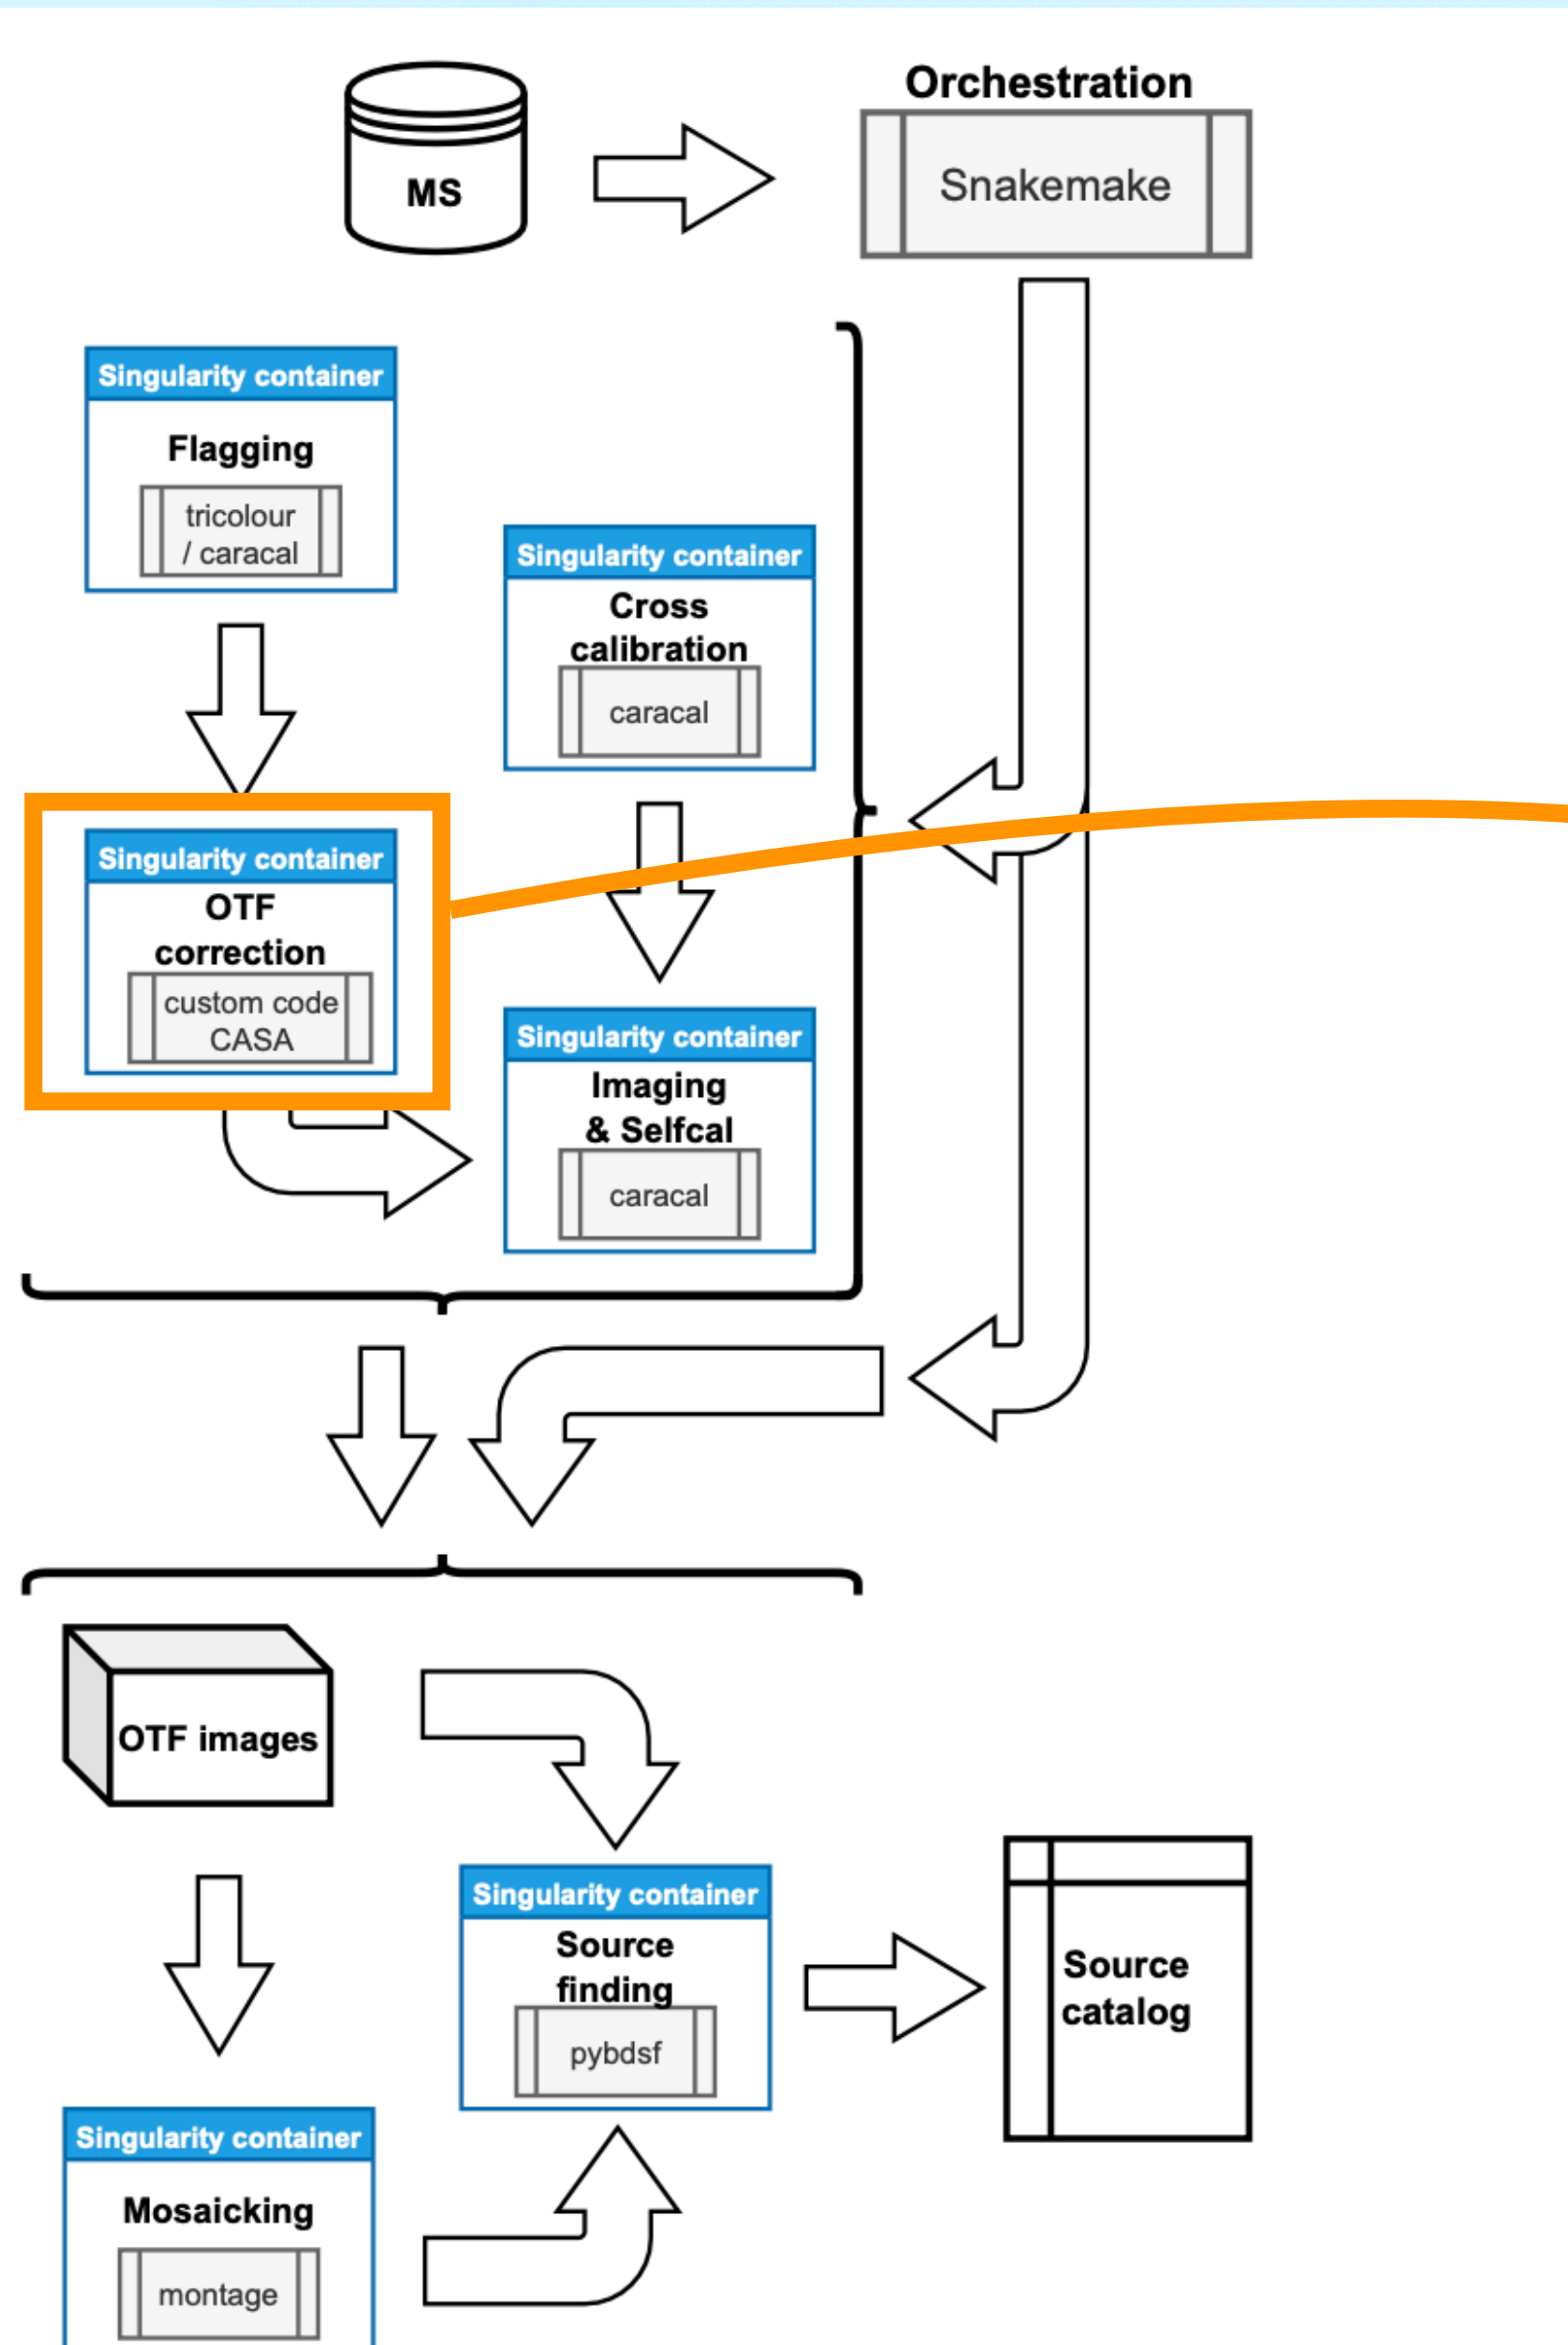 Orchestration
MS
Snakemake
Singularity container
Flagging
tricolour
/ caracal
Singularity container
Cross
calibration
caracal
Singularity container
OTF
correction
custom code
CASA
Singularity container
Imaging
& Selfcal
caracal
OTF images
Singularity container
Source
finding
pybdsf
Source
catalog
Singularity container
Mosaicking
montage